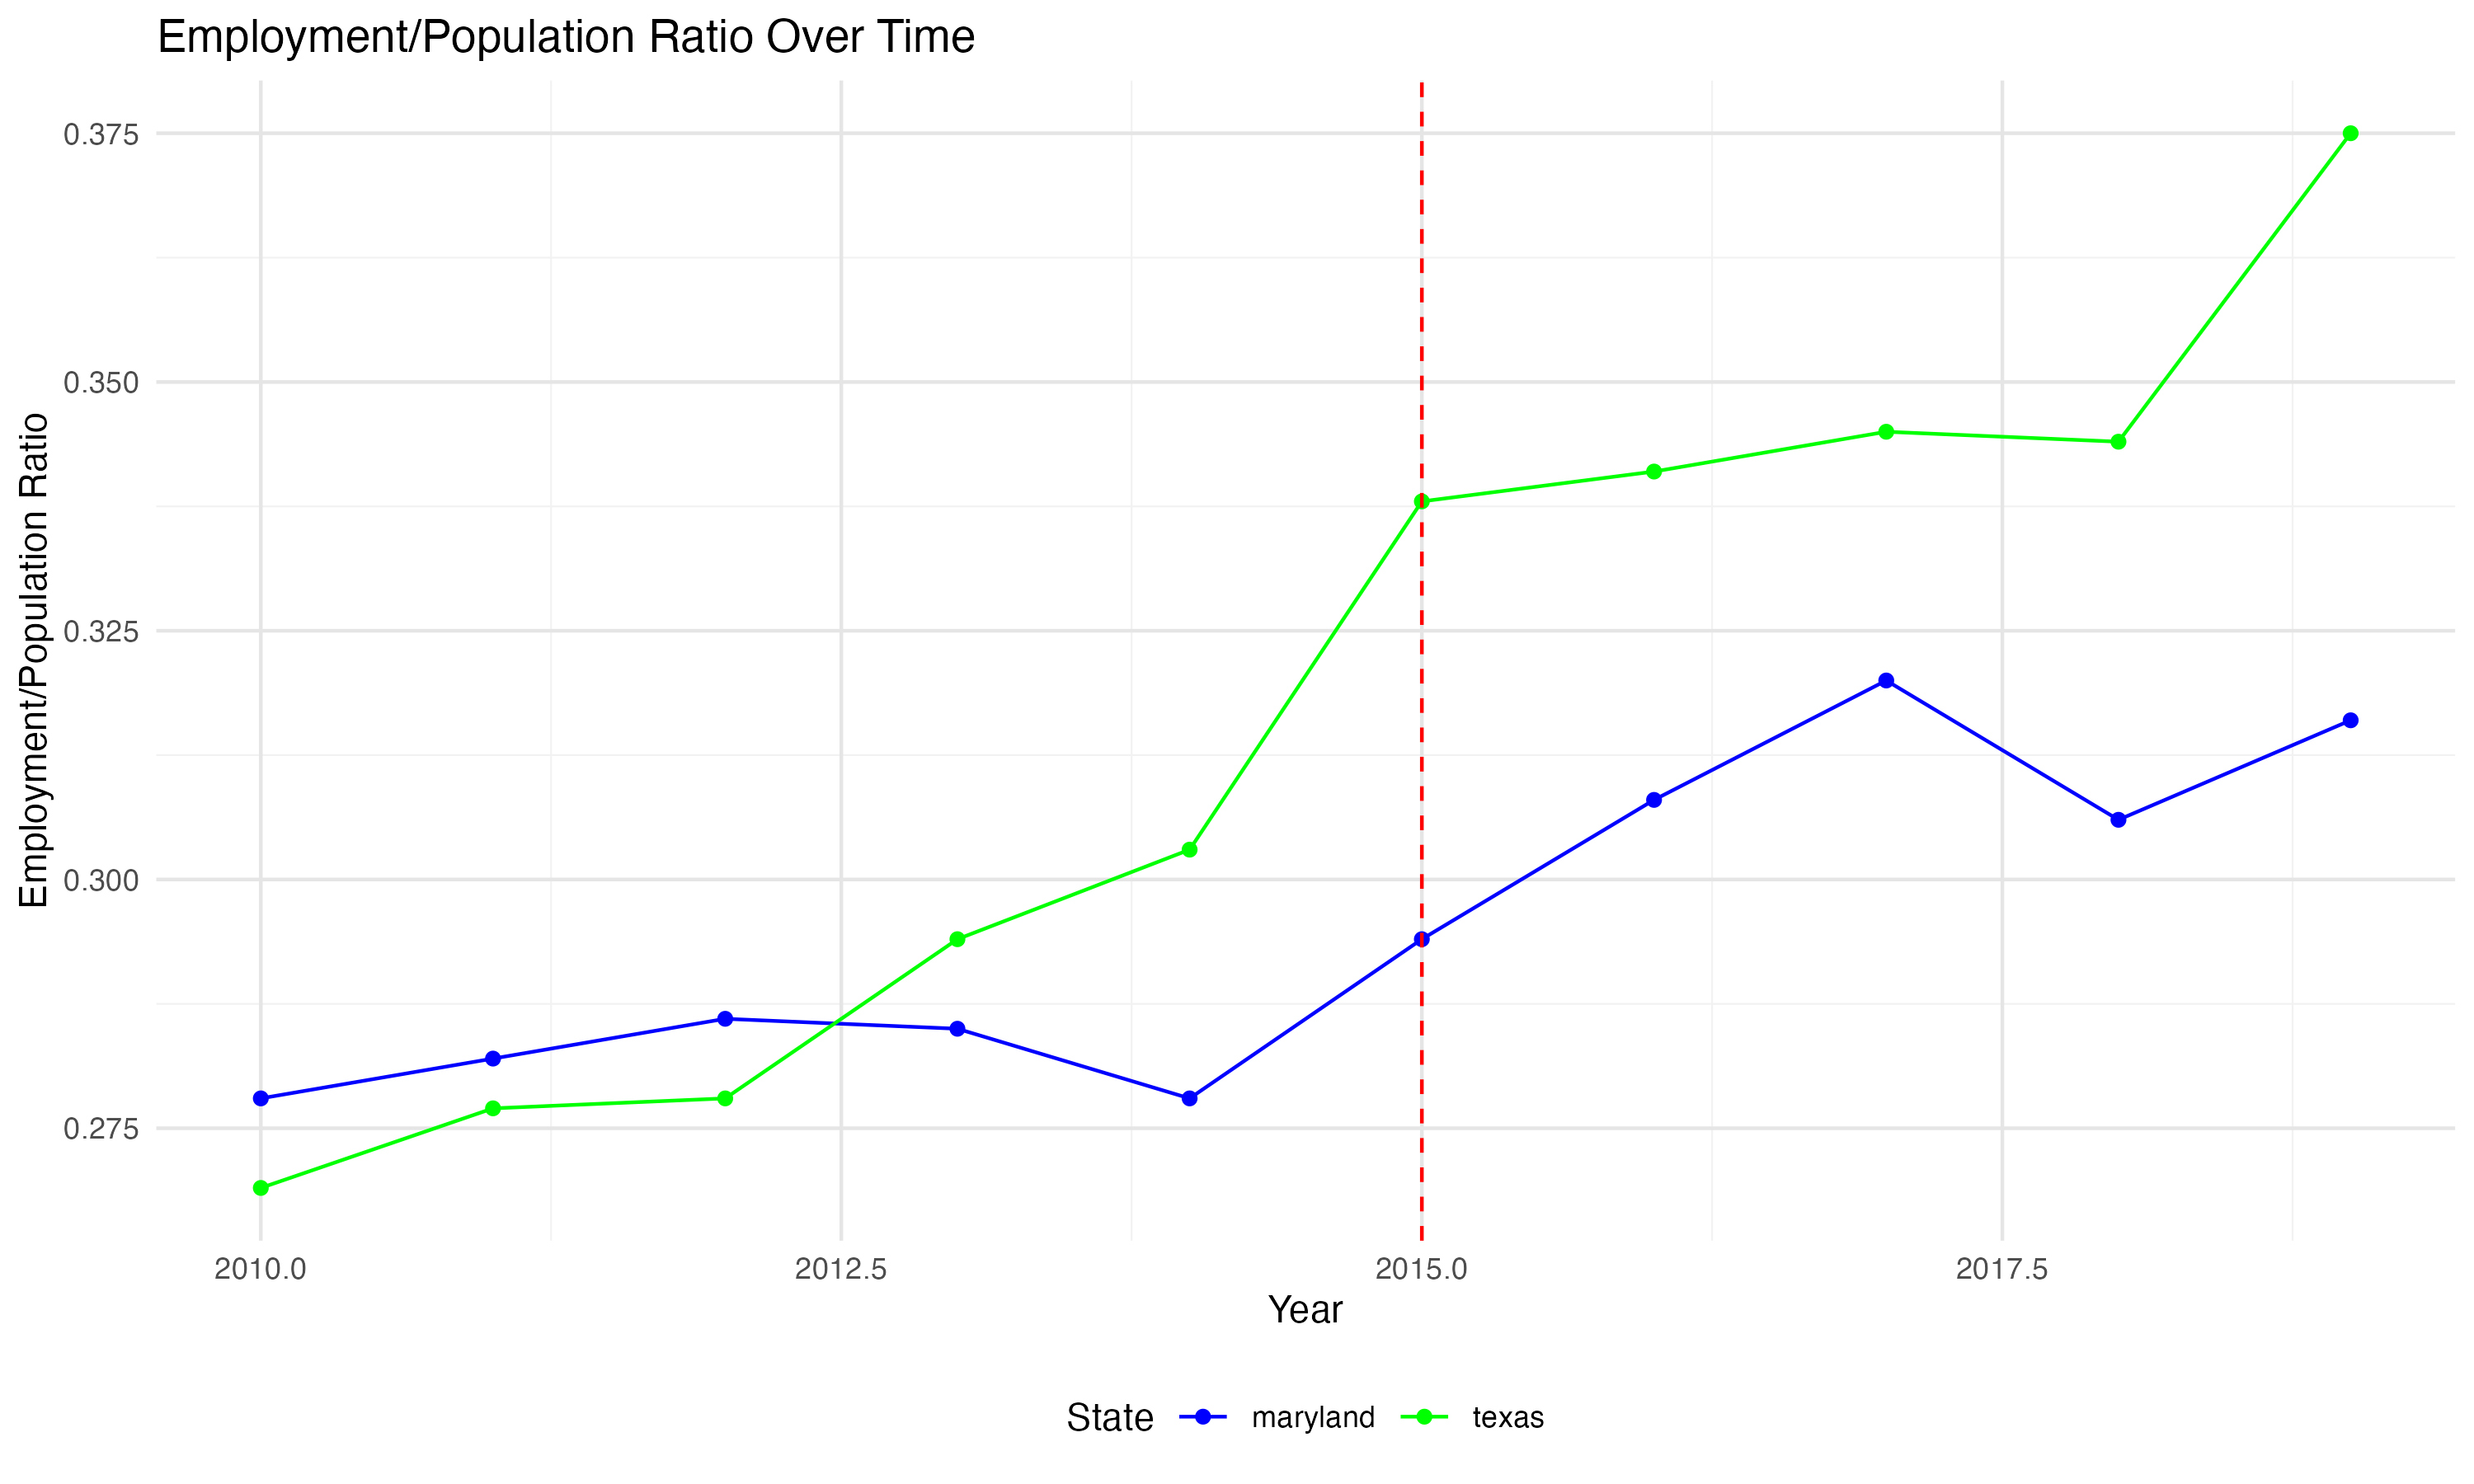 Employment/Population Ratio Over Time
Employment/Population Ratio
0.375
0.350
0.325
0.300
0.275
2010.0 2012.5 2015.0 2017.5
Year
State maryland texas